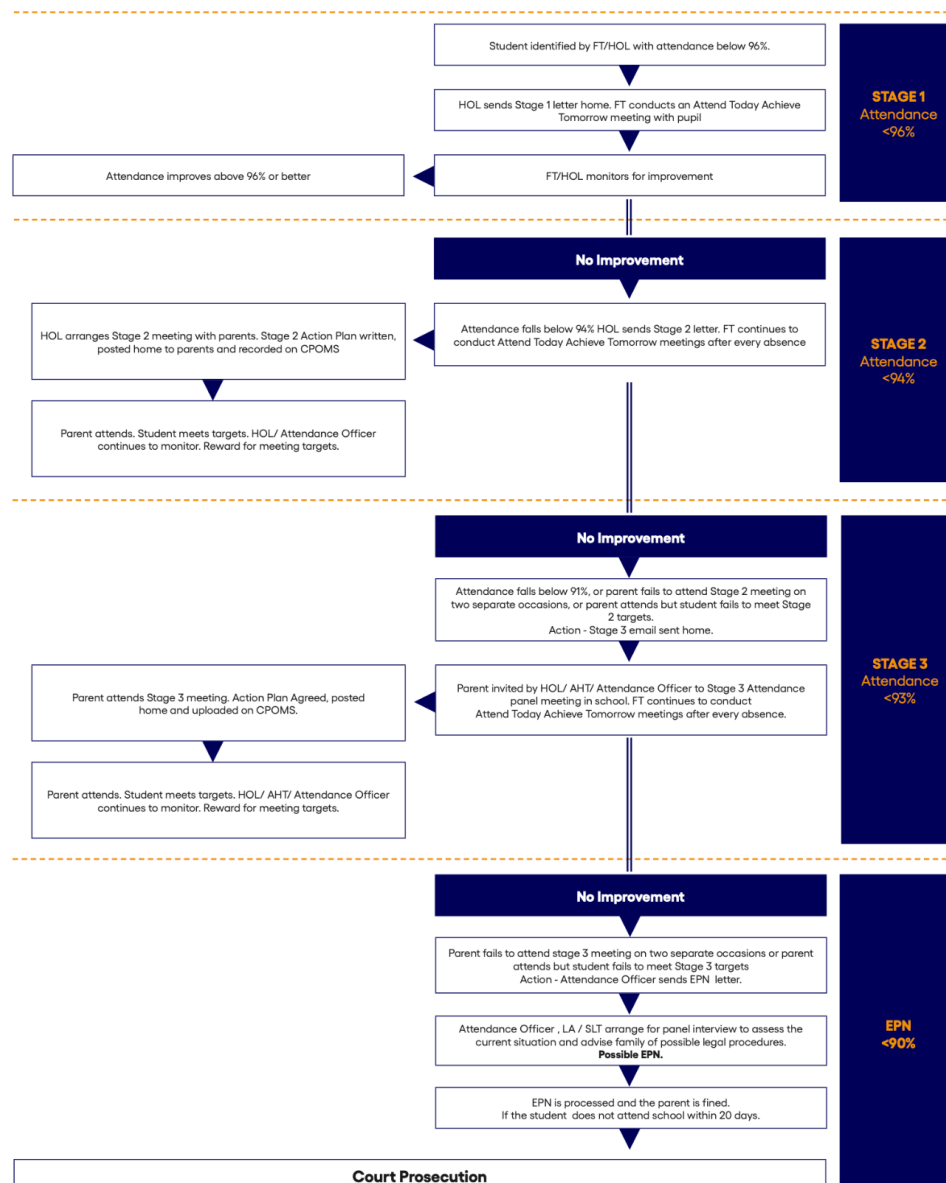 Student identified by FT/HOL with attendance below 96%.
HOL sends Stage 1 letter home. FT conducts an Attend Today Achieve
Tomorrow meeting with pupil
STAGE 1
Attendance
<96%
Attendance improves above 96% or better
FT/HOL monitors for improvement
No Improvement
HOL arranges Stage 2 meeting with parents. Stage 2 Action Plan written,
posted home to parents and recorded on CPOMS
Attendance falls below 94% HOL sends Stage 2 letter. FT continues to
conduct Attend Today Achieve Tomorrow meetings after every absence
STAGE 2
Attendance
<94%
Parent attends. Student meets targets. HOL/ Attendance Officer
continues to monitor. Reward for meeting targets.
No Improvement
Attendance falls below 91%, or parent fails to attend Stage 2 meeting on
two separate occasions, or parent attends but student fails to meet Stage
2 targets.
Action - Stage 3 email sent home.
STAGE 3
Attendance
<93%
Parent attends Stage 3 meeting. Action Plan Agreed, posted
home and uploaded on CPOMS.
Parent invited by HOL/ AHT/ Attendance Officer to Stage 3 Attendance
panel meeting in school. FT continues to conduct
Attend Today Achieve Tomorrow meetings after every absence.
Parent attends. Student meets targets. HOL/ AHT/ Attendance Officer
continues to monitor. Reward for meeting targets.
No Improvement
Parent fails to attend stage 3 meeting on two separate occasions or parent
attends but student fails to meet Stage 3 targets
Action - Attendance Officer sends EPN letter.
Attendance Officer , LA / SLT arrange for panel interview to assess the
current situation and advise family of possible legal procedures.
Possible EPN.
EPN
<90%
EPN is processed and the parent is fined.
If the student does not attend school within 20 days.
Court Prosecution